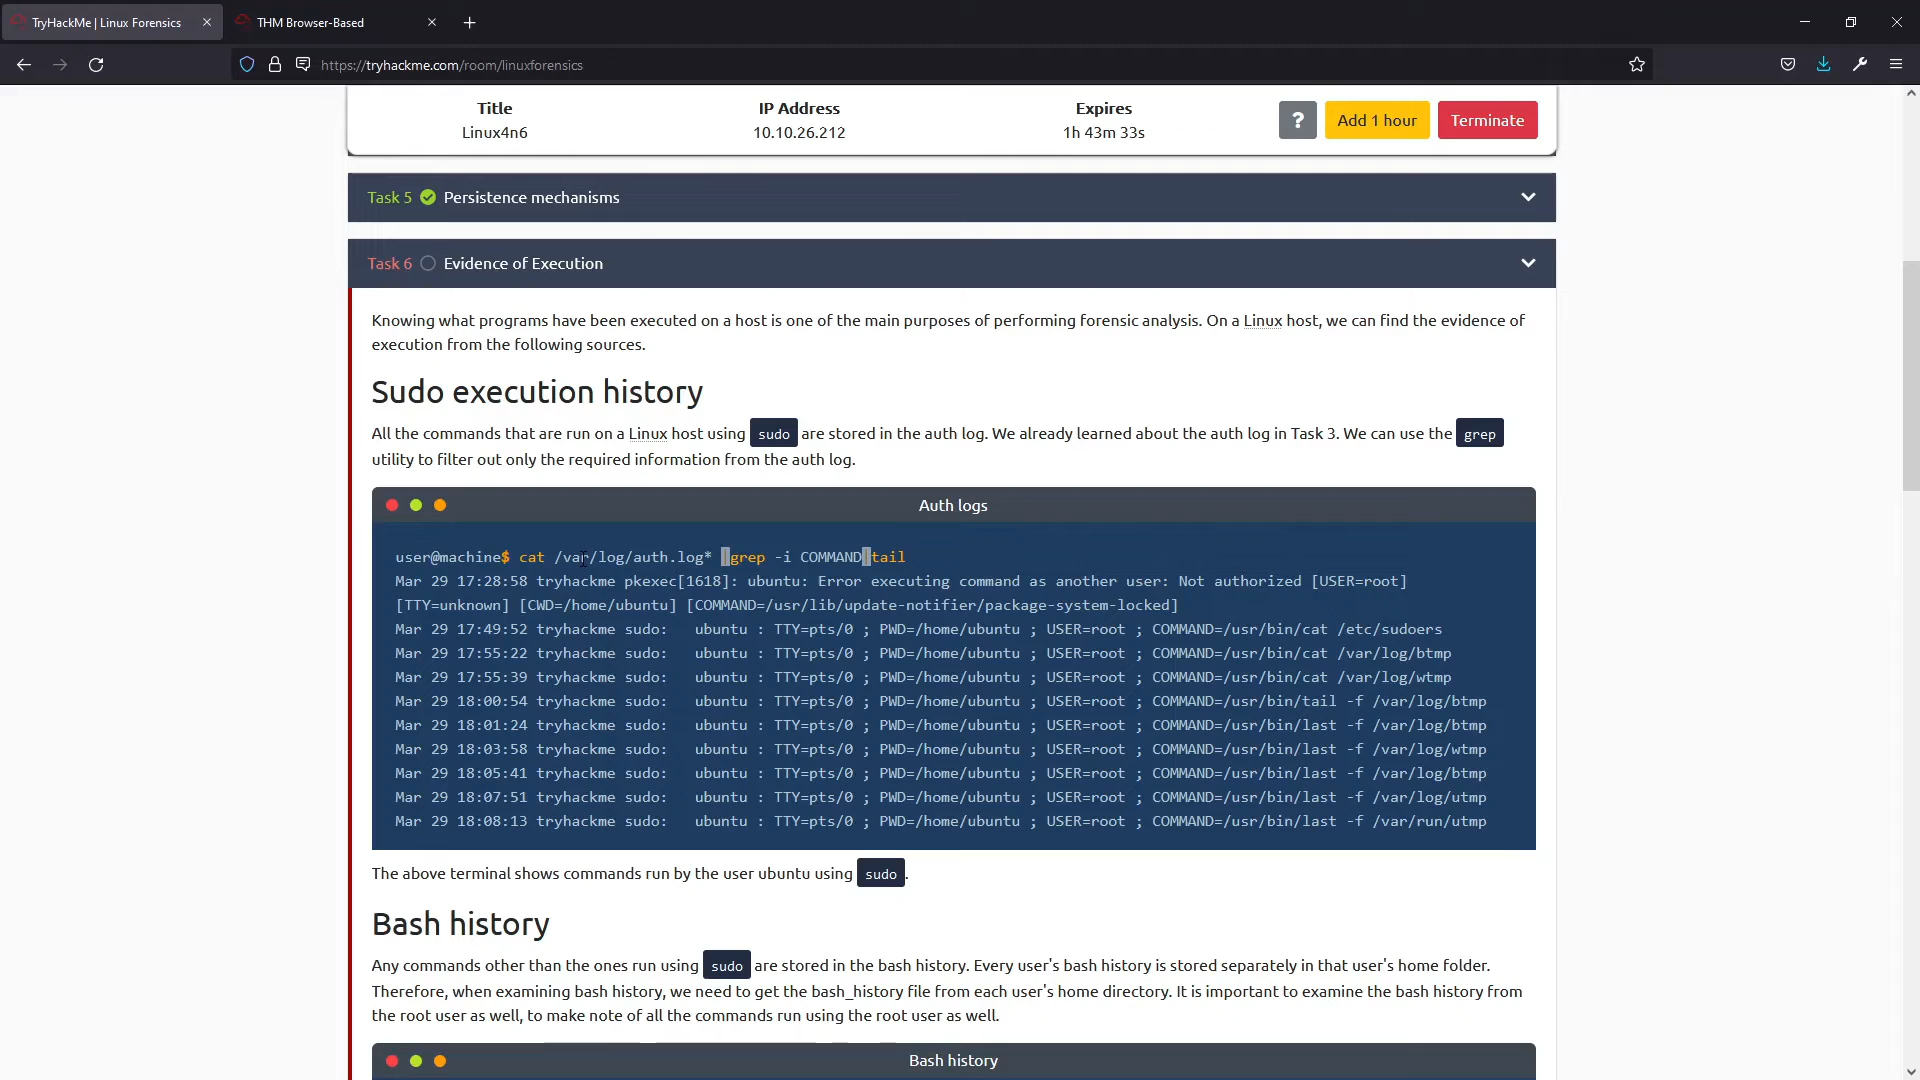 TryHackMe | Linux Forensics
THM Browser-Based
https://tryhackme.com/room/linuxforensics
Title
IP Address
Expires
Linux4n6
10.10.26.212
1h 43m 33s
?
Add 1 hour
Terminate
Task 5 Persistence mechanisms
Task 6 Evidence of Execution
Knowing what programs have been executed on a host is one of the main purposes of performing forensic analysis. On a Linux host, we can find the evidence of
execution from the following sources.
Sudo execution history
All the commands that are run on a Linux host using sudo are stored in the auth log. We already learned about the auth log in Task 3. We can use the grep
utility to filter out only the required information from the auth log.
Auth logs
user@machine$ cat /var/log/auth.log* |grep -i COMMAND|tail
Mar 29 17:28:58 tryhackme pkexec[1618]: ubuntu: Error executing command as another user: Not authorized [USER=root]
[TTY=unknown] [CWD=/home/ubuntu] [COMMAND=/usr/lib/update-notifier/package-system-locked]
Mar 29 17:49:52 tryhackme sudo:   ubuntu : TTY=pts/0 ; PWD=/home/ubuntu ; USER=root ; COMMAND=/usr/bin/cat /etc/sudoers
Mar 29 17:55:22 tryhackme sudo:   ubuntu : TTY=pts/0 ; PWD=/home/ubuntu ; USER=root ; COMMAND=/usr/bin/cat /var/log/btmp
Mar 29 17:55:39 tryhackme sudo:   ubuntu : TTY=pts/0 ; PWD=/home/ubuntu ; USER=root ; COMMAND=/usr/bin/cat /var/log/wtmp
Mar 29 18:00:54 tryhackme sudo:   ubuntu : TTY=pts/0 ; PWD=/home/ubuntu ; USER=root ; COMMAND=/usr/bin/tail -f /var/log/btmp
Mar 29 18:01:24 tryhackme sudo:   ubuntu : TTY=pts/0 ; PWD=/home/ubuntu ; USER=root ; COMMAND=/usr/bin/last -f /var/log/btmp
Mar 29 18:03:58 tryhackme sudo:   ubuntu : TTY=pts/0 ; PWD=/home/ubuntu ; USER=root ; COMMAND=/usr/bin/last -f /var/log/wtmp
Mar 29 18:05:41 tryhackme sudo:   ubuntu : TTY=pts/0 ; PWD=/home/ubuntu ; USER=root ; COMMAND=/usr/bin/last -f /var/log/btmp
Mar 29 18:07:51 tryhackme sudo:   ubuntu : TTY=pts/0 ; PWD=/home/ubuntu ; USER=root ; COMMAND=/usr/bin/last -f /var/log/utmp
Mar 29 18:08:13 tryhackme sudo:   ubuntu : TTY=pts/0 ; PWD=/home/ubuntu ; USER=root ; COMMAND=/usr/bin/last -f /var/run/utmp
The above terminal shows commands run by the user ubuntu using sudo.
Bash history
Any commands other than the ones run using sudo are stored in the bash history. Every user's bash history is stored separately in that user's home folder.
Therefore, when examining bash history, we need to get the bash_history file from each user's home directory. It is important to examine the bash history from
the root user as well, to make note of all the commands run using the root user as well.
Bash history